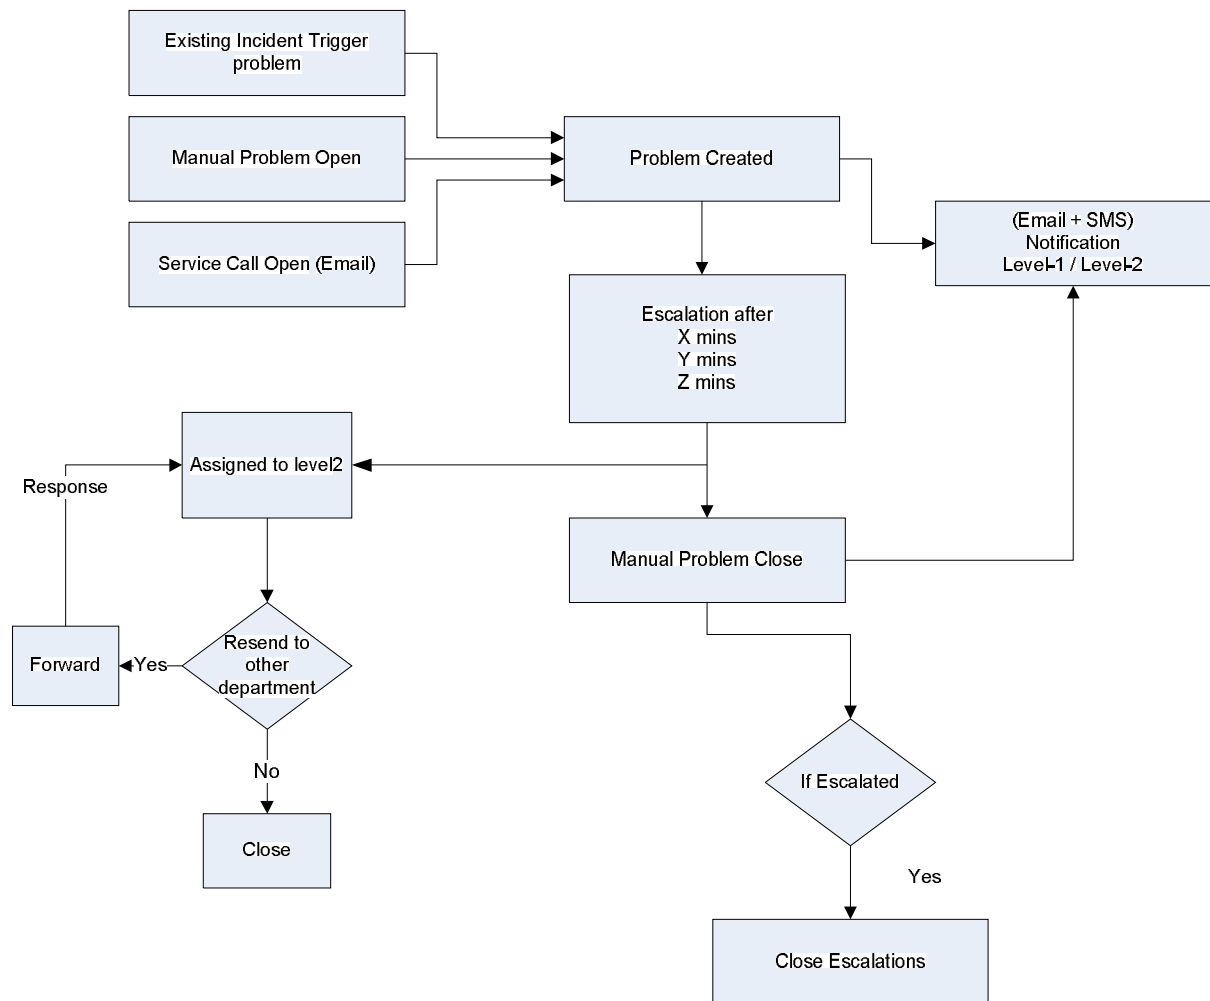 Existing Incident Trigger
problem
Manual Problem Open
Problem Created
(Email + SMS)
Notification
Level-1 / Level-2
Service Call Open (Email)
Escalation after
X mins
Y mins
Z mins
Assigned to level2
Response
Manual Problem Close
Forward
Yes
Resend to
other
department
No
If Escalated
Close
Yes
Close Escalations